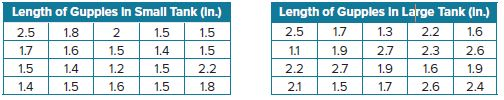 Length of Guppies in Small Tank (in.)
2.5 1.8 2 1.5 1.5
1.7 1.6 1.5 1.4 1.5
1.5 1.4 1.2 1.5 2.2
1.4 1.5 1.6 1.5 1.8
Length of Guppies in Large Tank (in.)
2.5 1.7 1.3 2.2 1.6
1.1 1.9 2.7 2.3 2.6
2.2 2.7 1.9 1.6 1.9
2.1 1.5 1.7 2.6 2.4